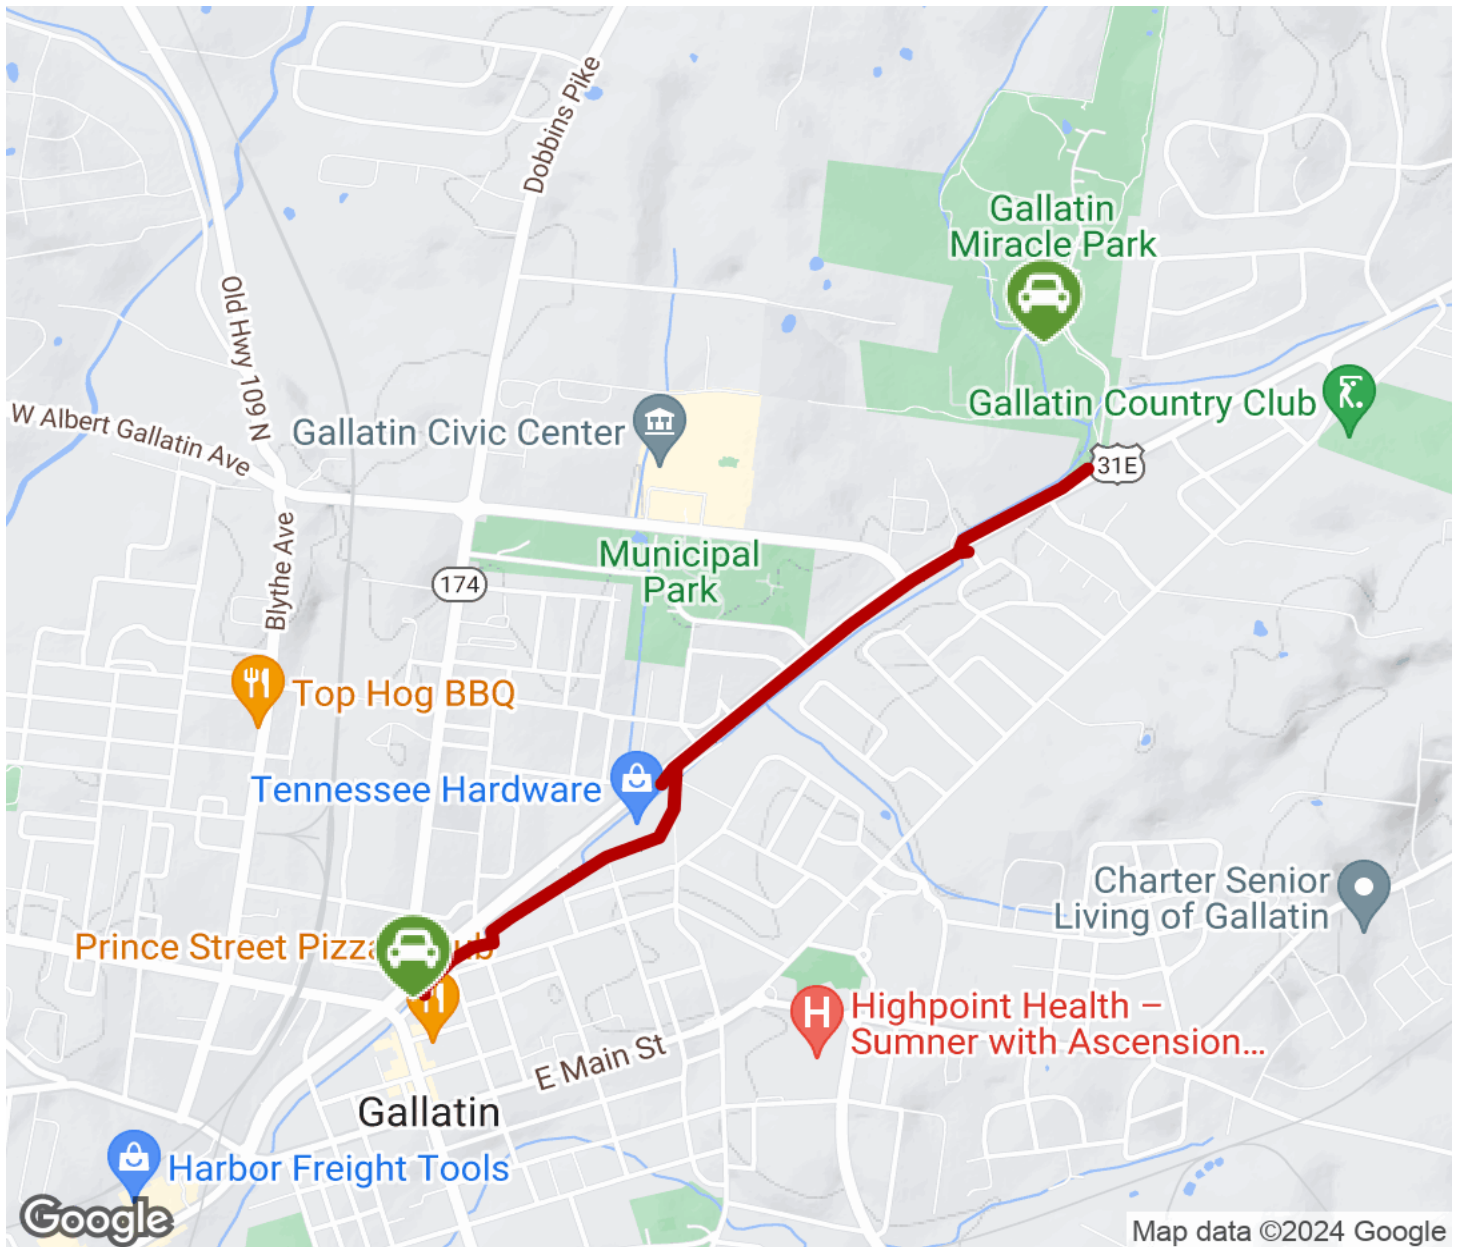 Dobbins Pike
Gallatin
Miracle Park
Old Hwy 109 N
W Albert Gallatin Ave
Gallatin Country Club
Gallatin Civic Center
31E
Municipal
Park
174
Blythe Ave
Top Hog BBQ
Tennessee Hardware
Charter Senior
Living of Gallatin
Prince Street Pizza
H
Highpoint Health –
Sumner with Ascension...
E Main St
Gallatin
Harbor Freight Tools
Google
Map data ©2024 Google